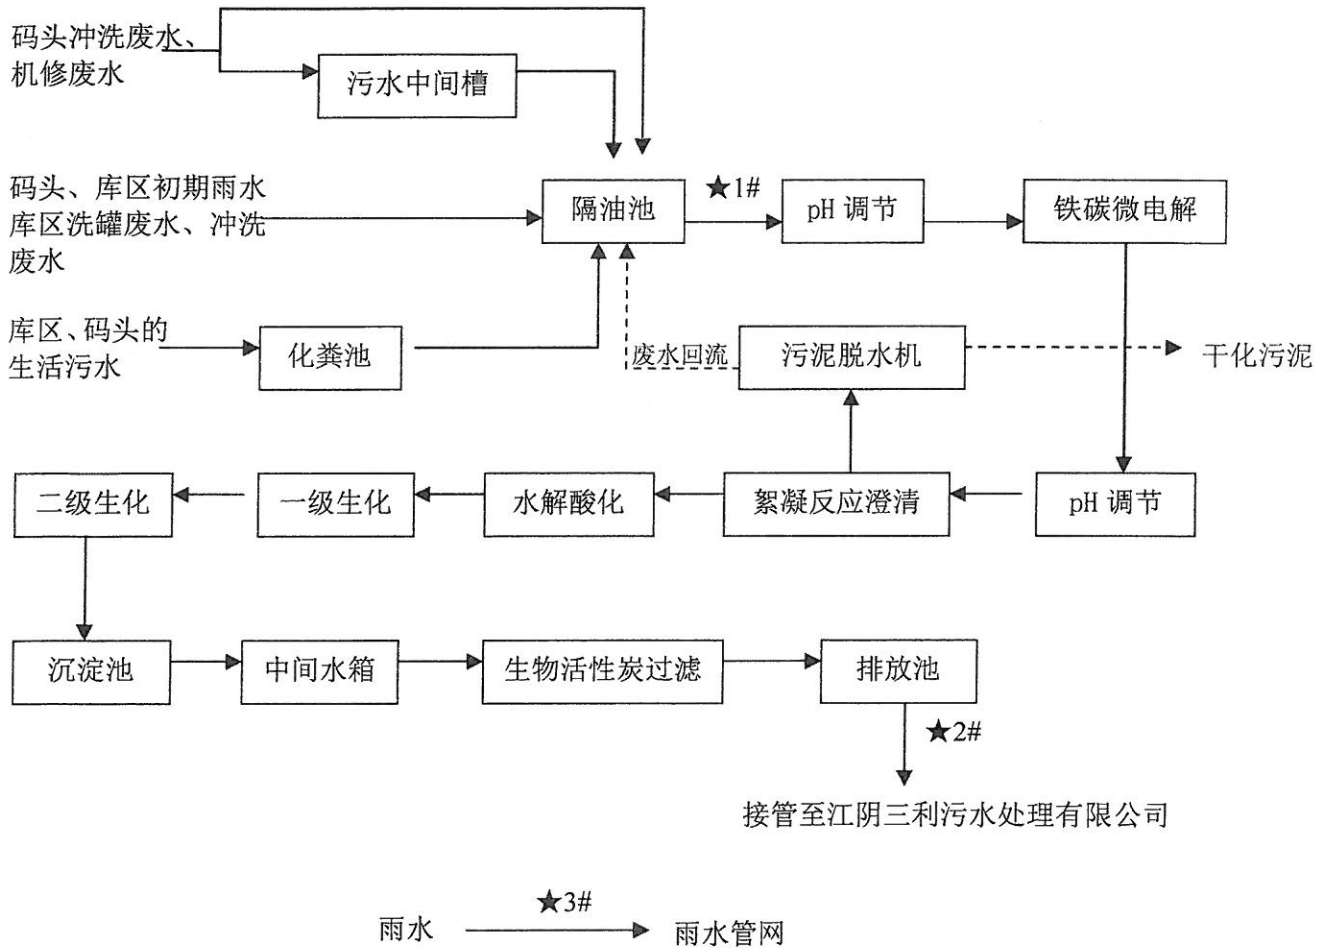 码头冲洗废水、
机修废水
污水中间槽
码头、库区初期雨水
库区洗罐废水、冲洗
废水
隔油池
★1#
pH 调节
铁碳微电解
库区、码头的
生活污水
化粪池
废水回流
污泥脱水机
干化污泥
二级生化
一级生化
水解酸化
絮凝反应澄清
pH 调节
沉淀池
中间水箱
生物活性炭过滤
排放池
★2#
接管至江阴三利污水处理有限公司
★3#
雨水
雨水管网